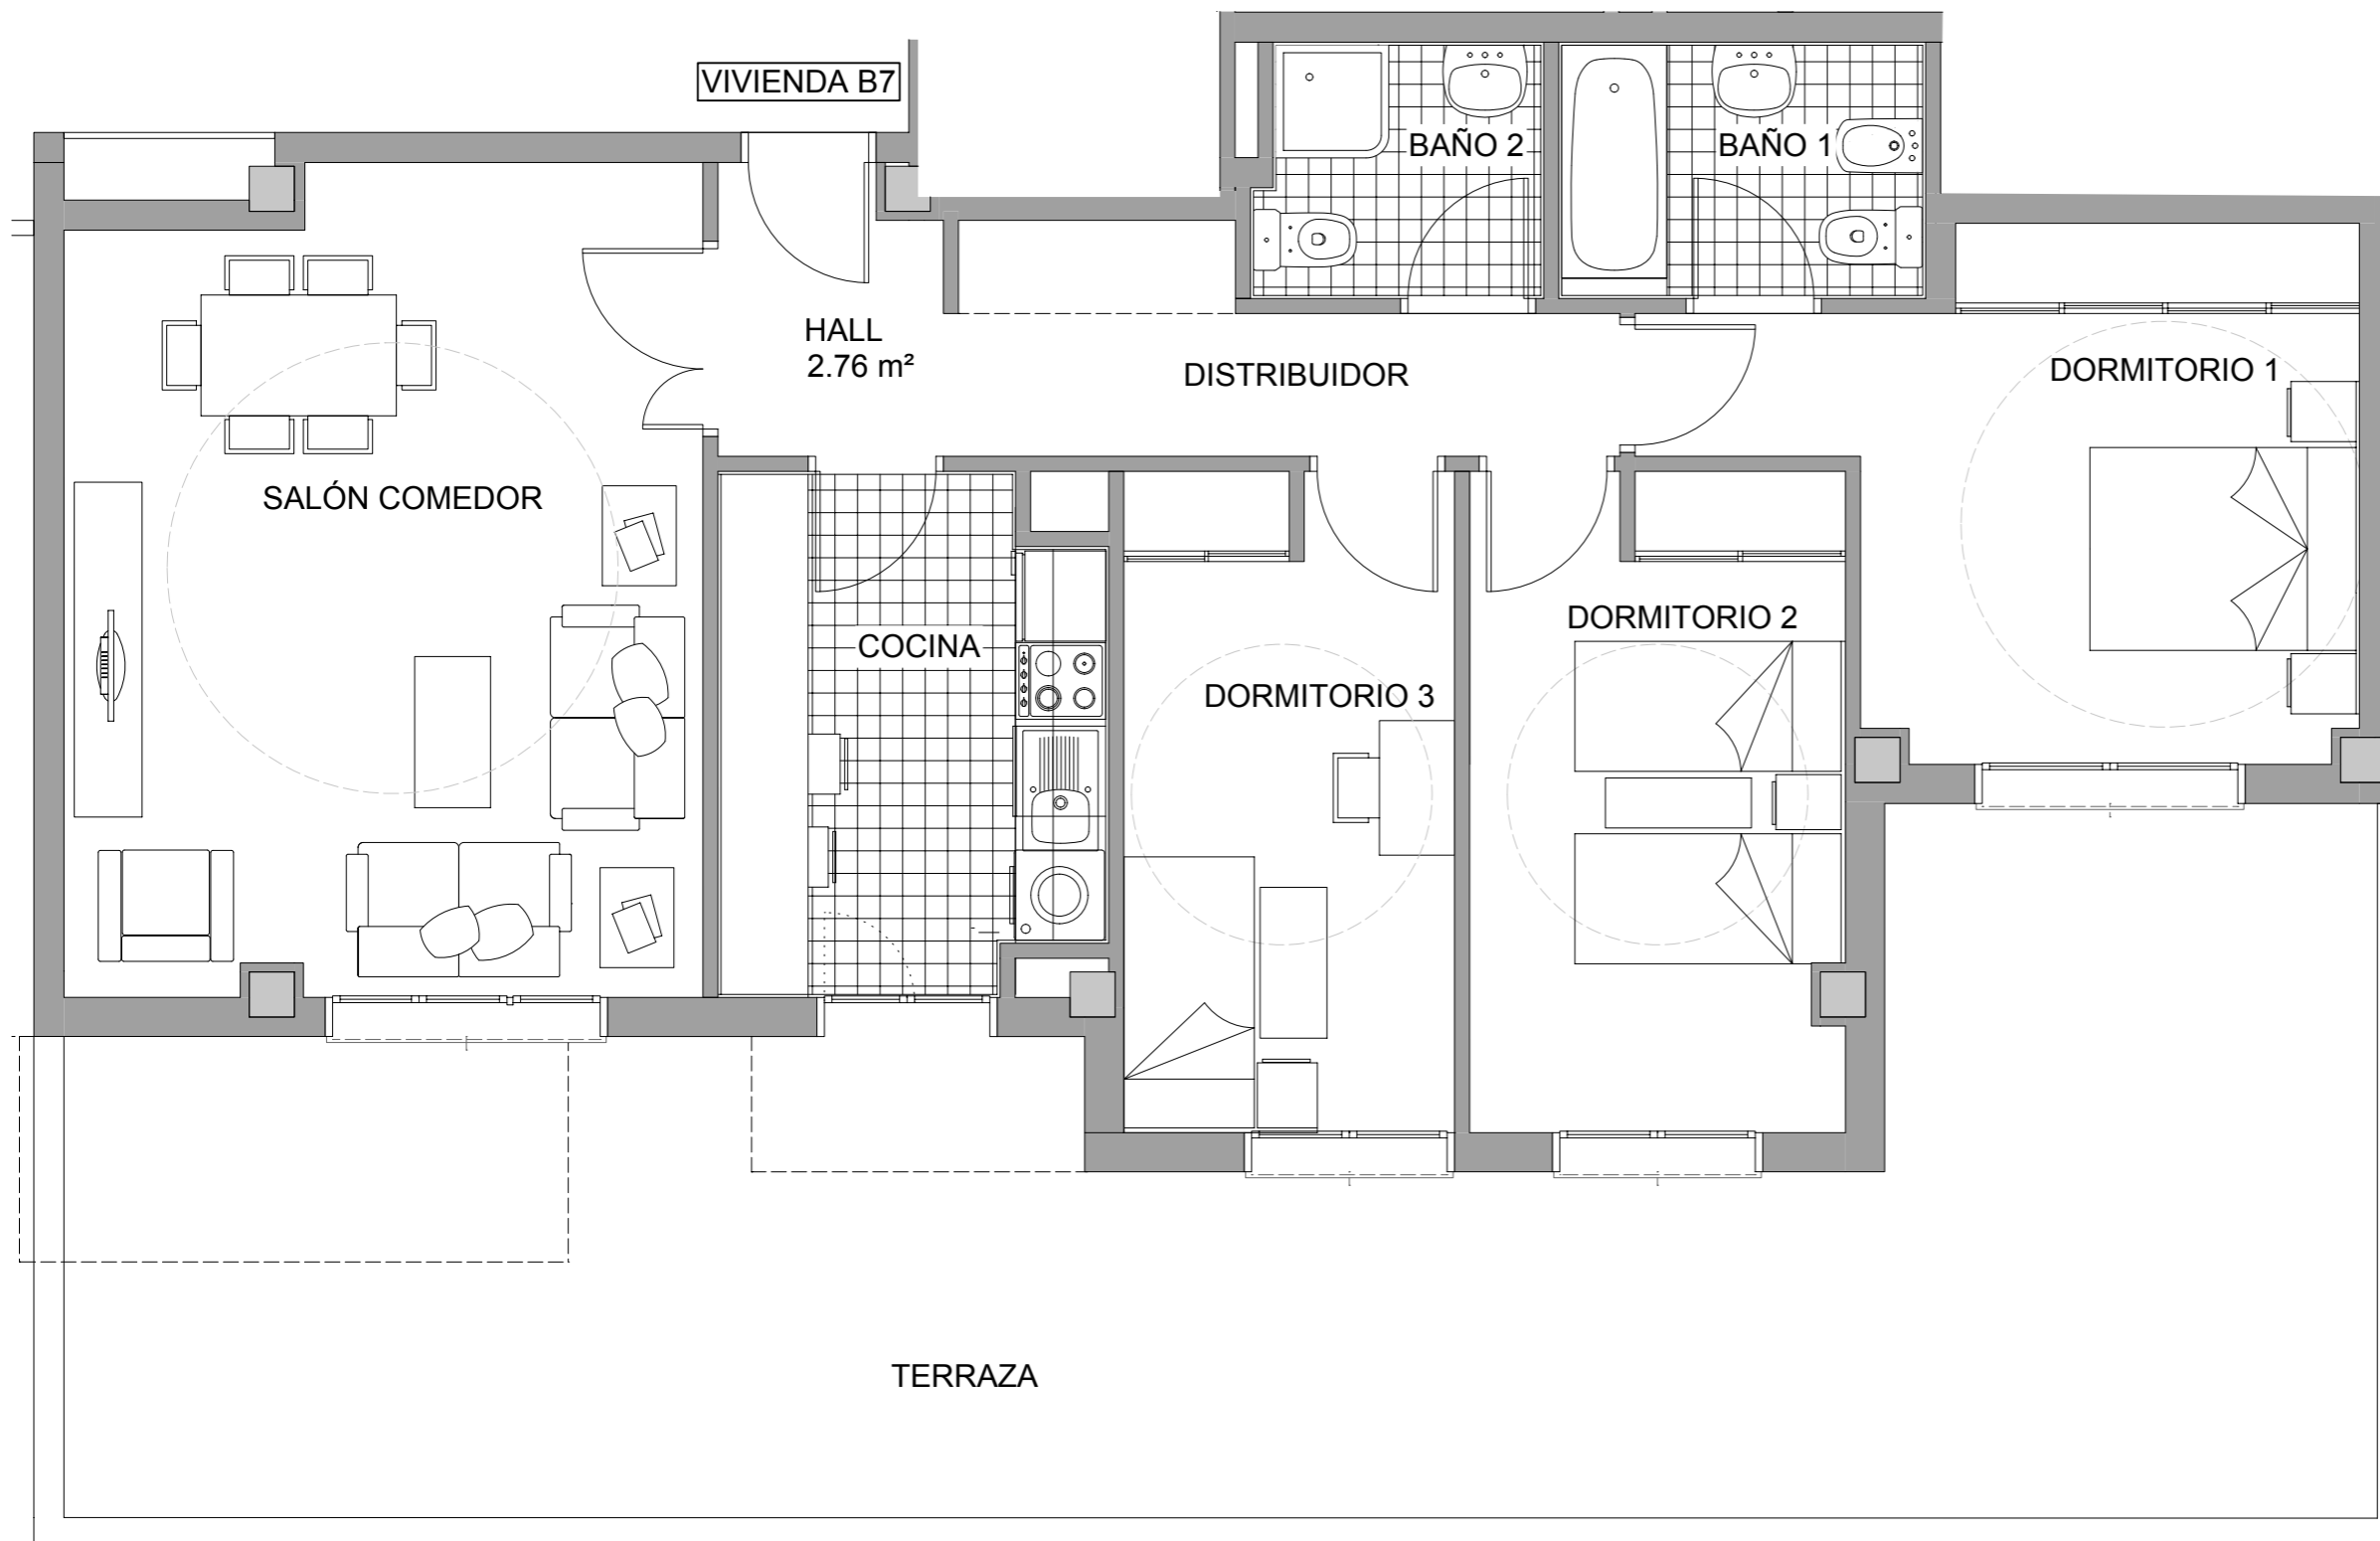 VIVIENDA B7
BAÑO 2
BAÑO 1
HALL
2.76 m²
DISTRIBUIDOR
DORMITORIO 1
SALÓN COMEDOR
DORMITORIO 2
COCINA
DORMITORIO 3
TERRAZA